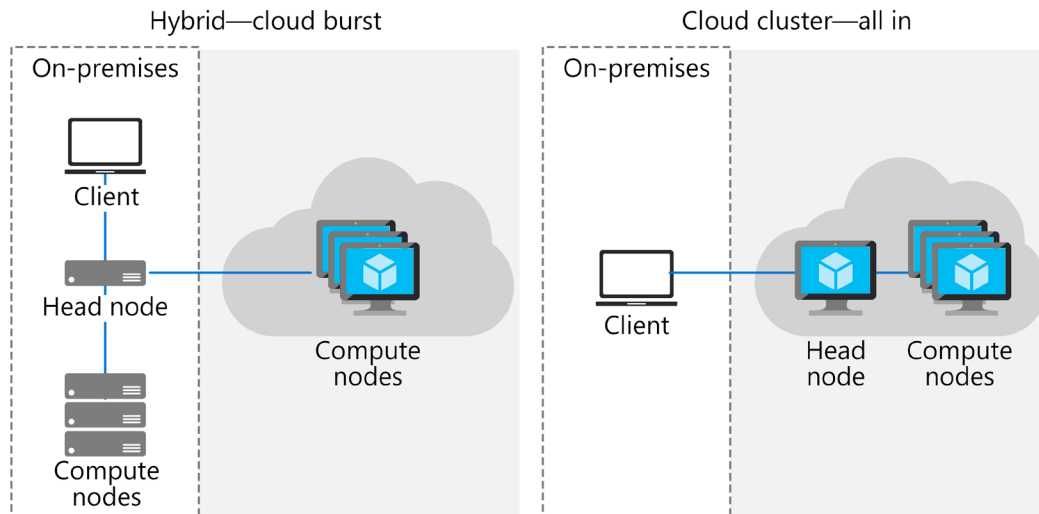 Hybrid—cloud burst
On-premises
Client
Head node
Compute
nodes
Compute
nodes
Cloud cluster—all in
On-premises
Client
Head
node
Compute
nodes